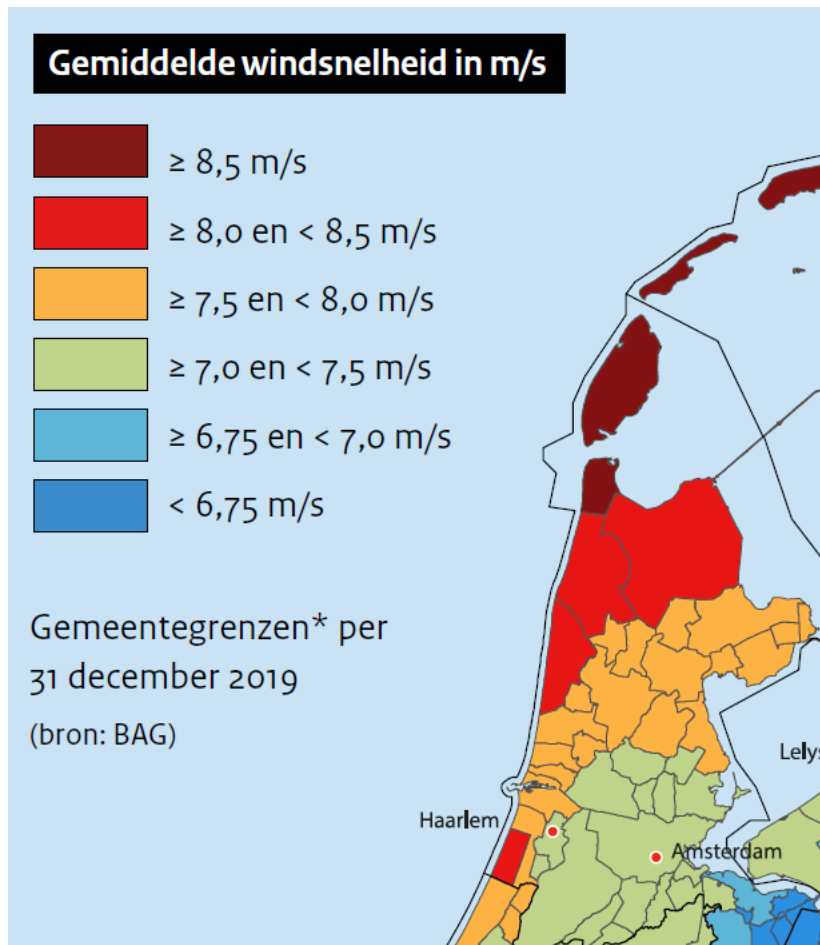 Gemiddelde windsnelheid in m/s
≥ 8,5 m/s
≥ 8,0 en < 8,5 m/s
≥ 7,5 en < 8,0 m/s
≥ 7,0 en < 7,5 m/s
≥ 6,75 en < 7,0 m/s
< 6,75 m/s
Gemeentegrenzen* per
31 december 2019
(bron: BAG)
Lelys
Haarlem
Amsterdam